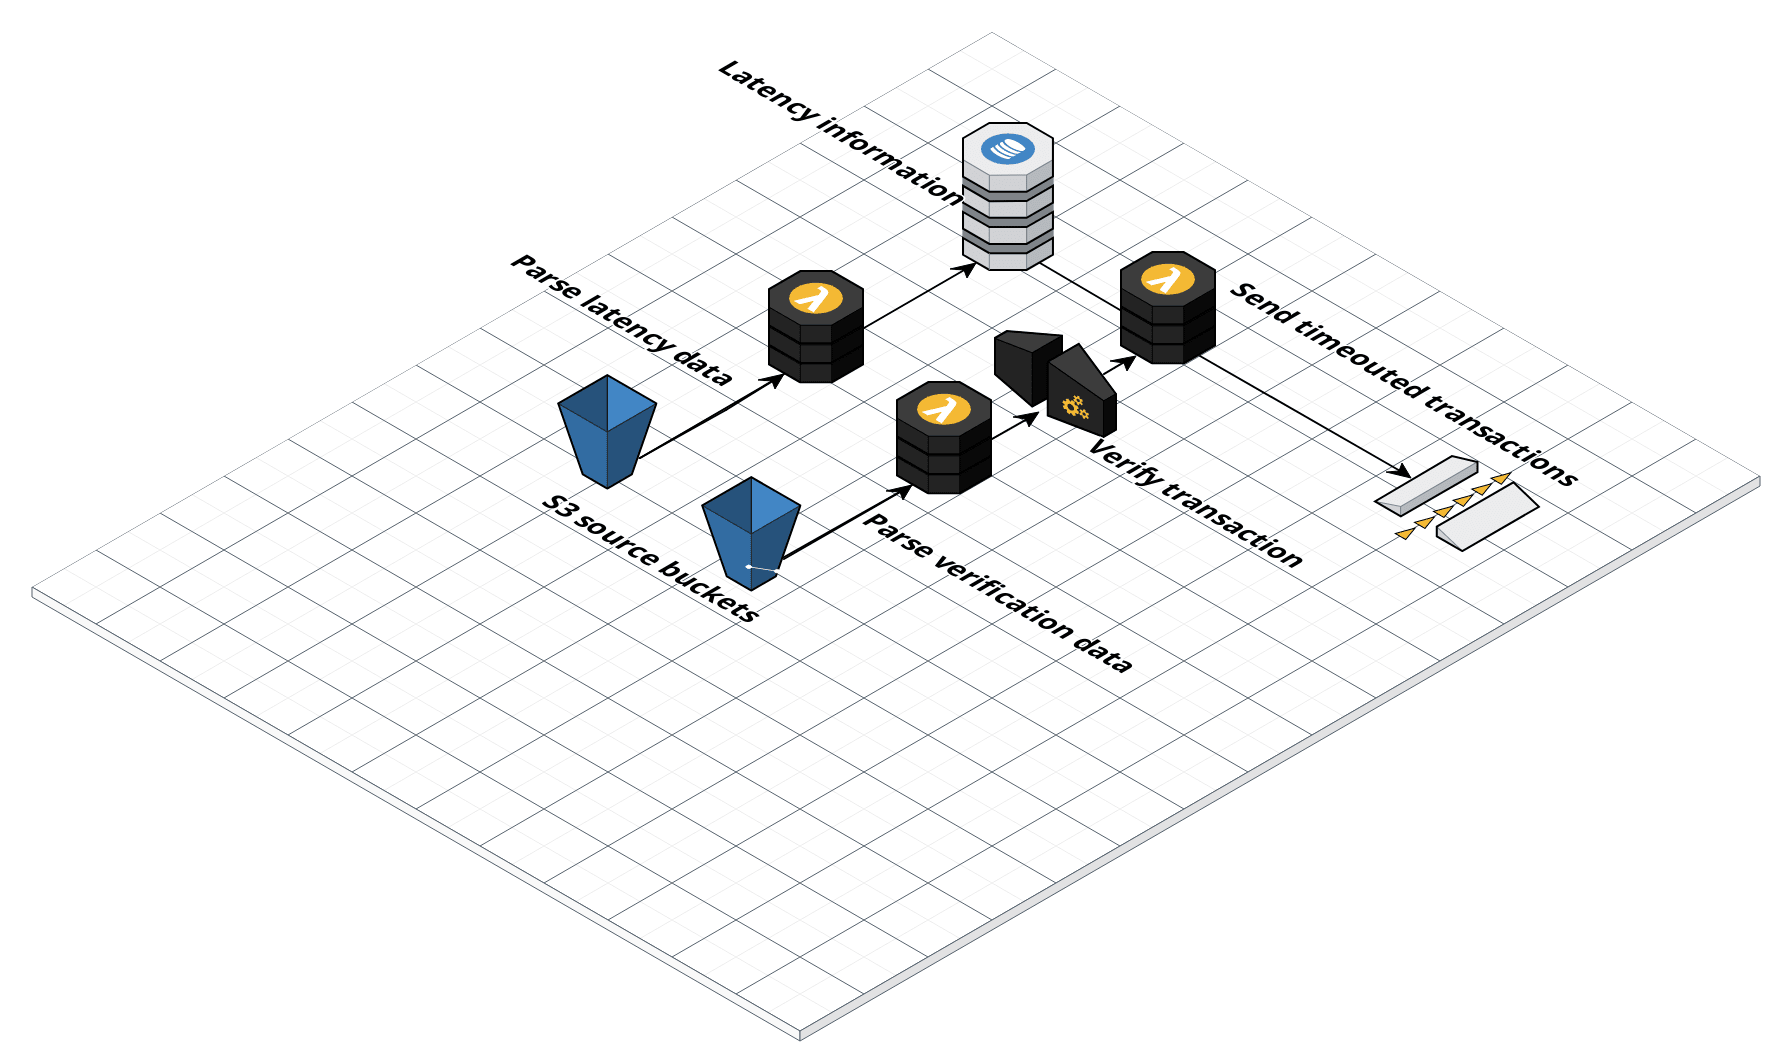 Latency information
Parse latency data
Send timeouted transactions
S3 source buckets
Verify transaction
Parse verification data